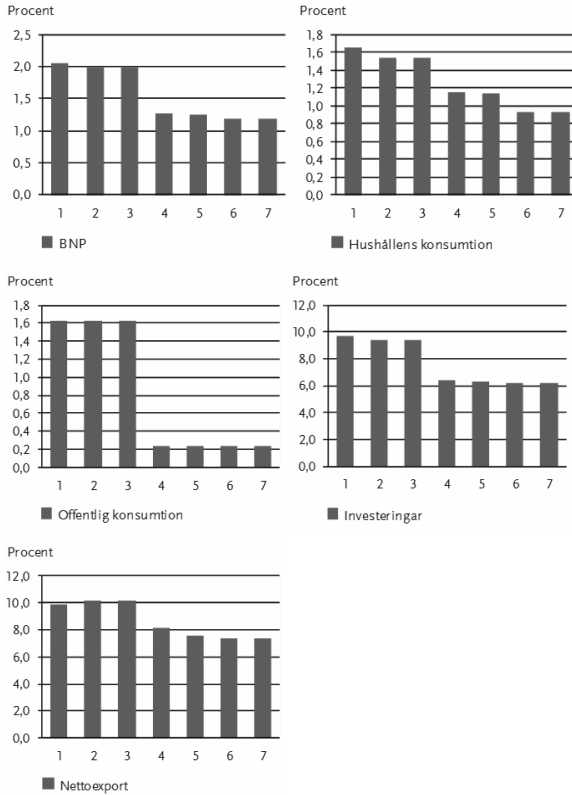 Procent
2,5
2,0
1,5
1,0
0,5
0,0
1 2 3 4 5 6 7
BNP
Procent
1,8
1,6
1,4
1,2
1,0
0,8
0,6
0,4
0,2
0,0
1 2 3 4 5 6 7
Hushållens konsumtion
Procent
1,8
1,6
1,4
1,2
1,0
0,8
0,6
0,4
0,2
0,0
1 2 3 4 5 6 7
Offentlig konsumtion
Procent
12,0
10,0
8,0
6,0
4,0
2,0
0,0
1 2 3 4 5 6 7
Investeringar
Procent
12,0
10,0
8,0
6,0
4,0
2,0
0,0
1 2 3 4 5 6 7
Nettoexport